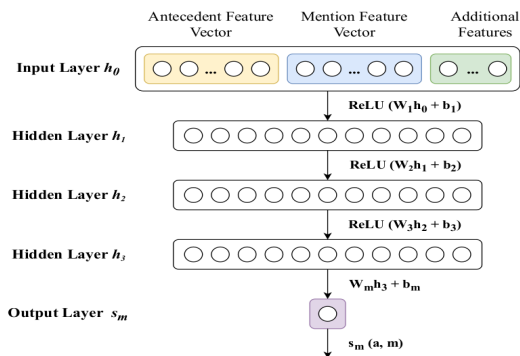 Antecedent Feature Vector
Mention Feature Vector
Additional Features
Input Layer h₀
...
...
...
ReLU (W₁h₀ + b₁)
Hidden Layer h₁
ReLU (W₂h₁ + b₂)
Hidden Layer h₂
ReLU (W₃h₂ + b₃)
Hidden Layer h₃
Wₘh₃ + bₘ
Output Layer sₘ
sₘ (a, m)